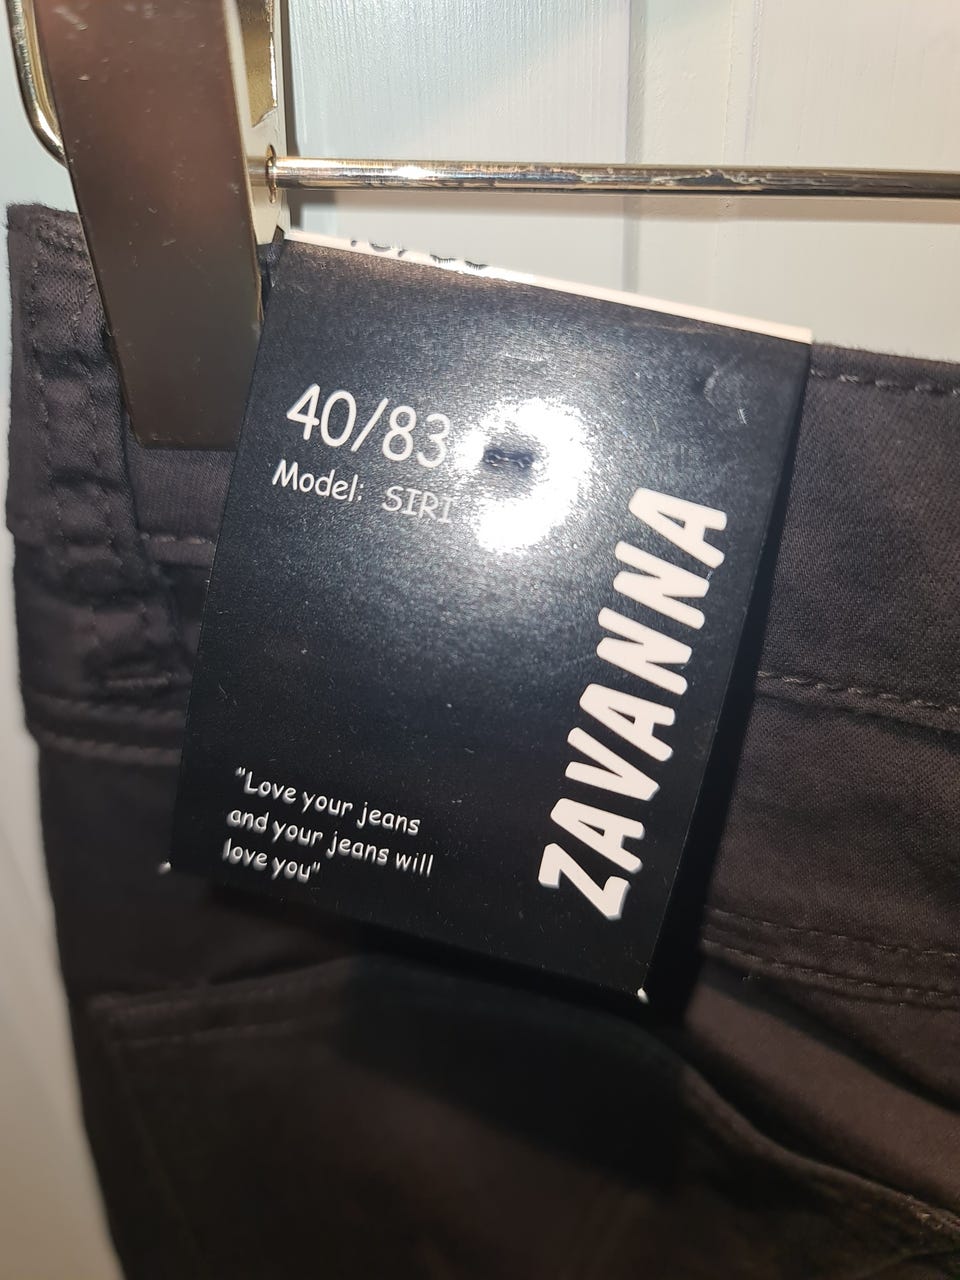 40/83
Model: SIRI
ZAVANNA
"Love your jeans
and your jeans will
love you"